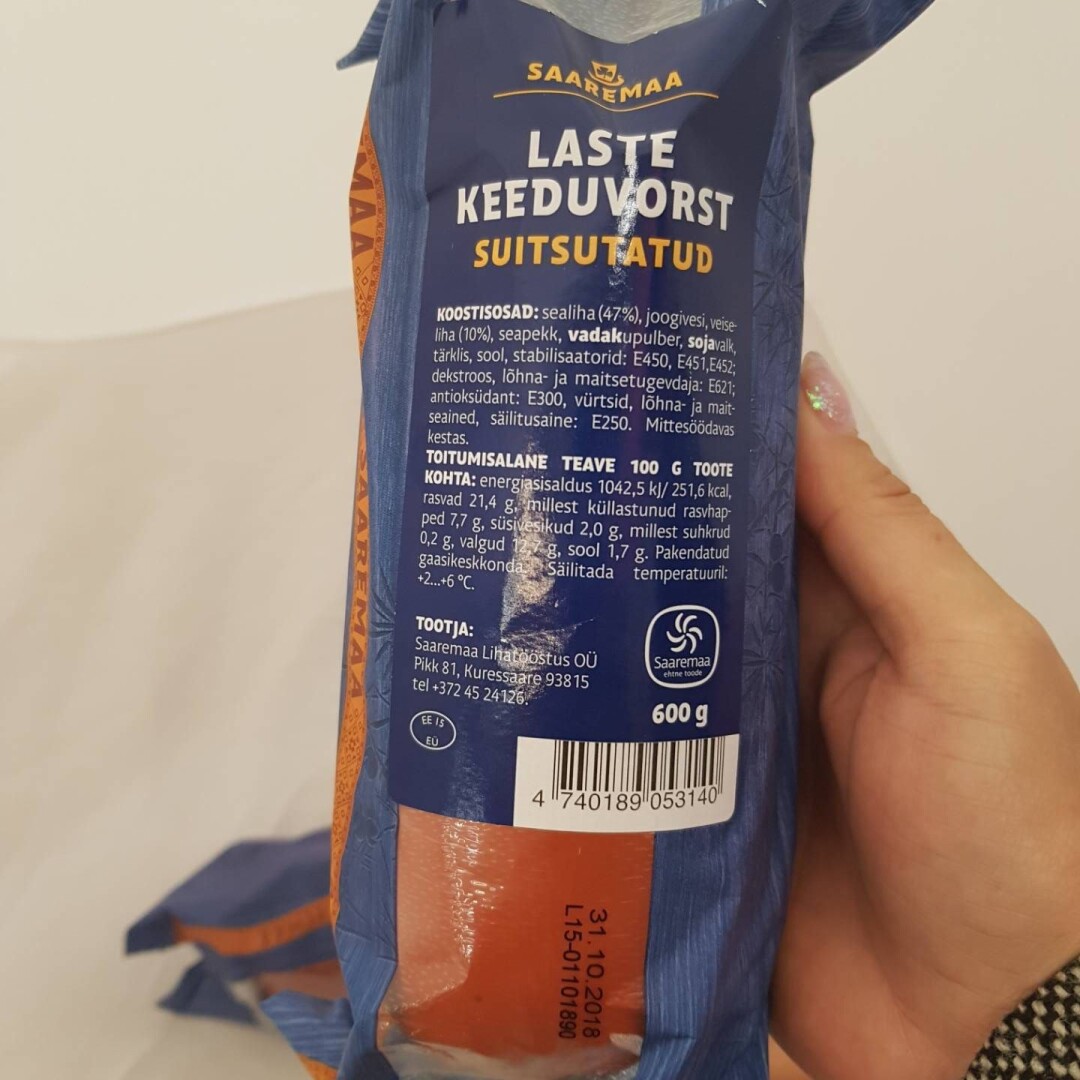 SAAREMAA
LASTE
KEEDUVORST
SUITSUTATUD
KOOSTISOSAD: sealiha (47%), joogivesi, veise-
liha (10%), seapekk, vadakupulber, sojavalk,
tärklis, sool, stabilisaatorid: E450, E451,E452;
dekstroos, lõhna- ja maitsetugevdaja: E621;
antioksüdant: E300, vürtsid, lõhna- ja mait-
seained, säilitusaine: E250. Mittesöödavas
kestas.
TOITUMISALANE TEAVE 100 G TOOTE
KOHTA: energiasisaldus 1042,5 kJ/ 251,6 kcal,
rasvad 21,4 g, millest küllastunud rasvhap-
ped 7,7 g, süsivesikud 2,0 g, millest suhkrud
0,2 g, valgud 12,7 g, sool 1,7 g. Pakendatud
gaasikeskkonda. Säilitada temperatuuril:
+2...+6 °C.
TOOTJA:
Saaremaa Lihatööstus OÜ
Pikk 81, Kuressaare 93815
tel +372 45 24126.
EE 15
EÜ
Saaremaa
ehtne toode
600 g
4 740189 053140
31.10.2018
L15-01101890
MAA
SAAREMAA